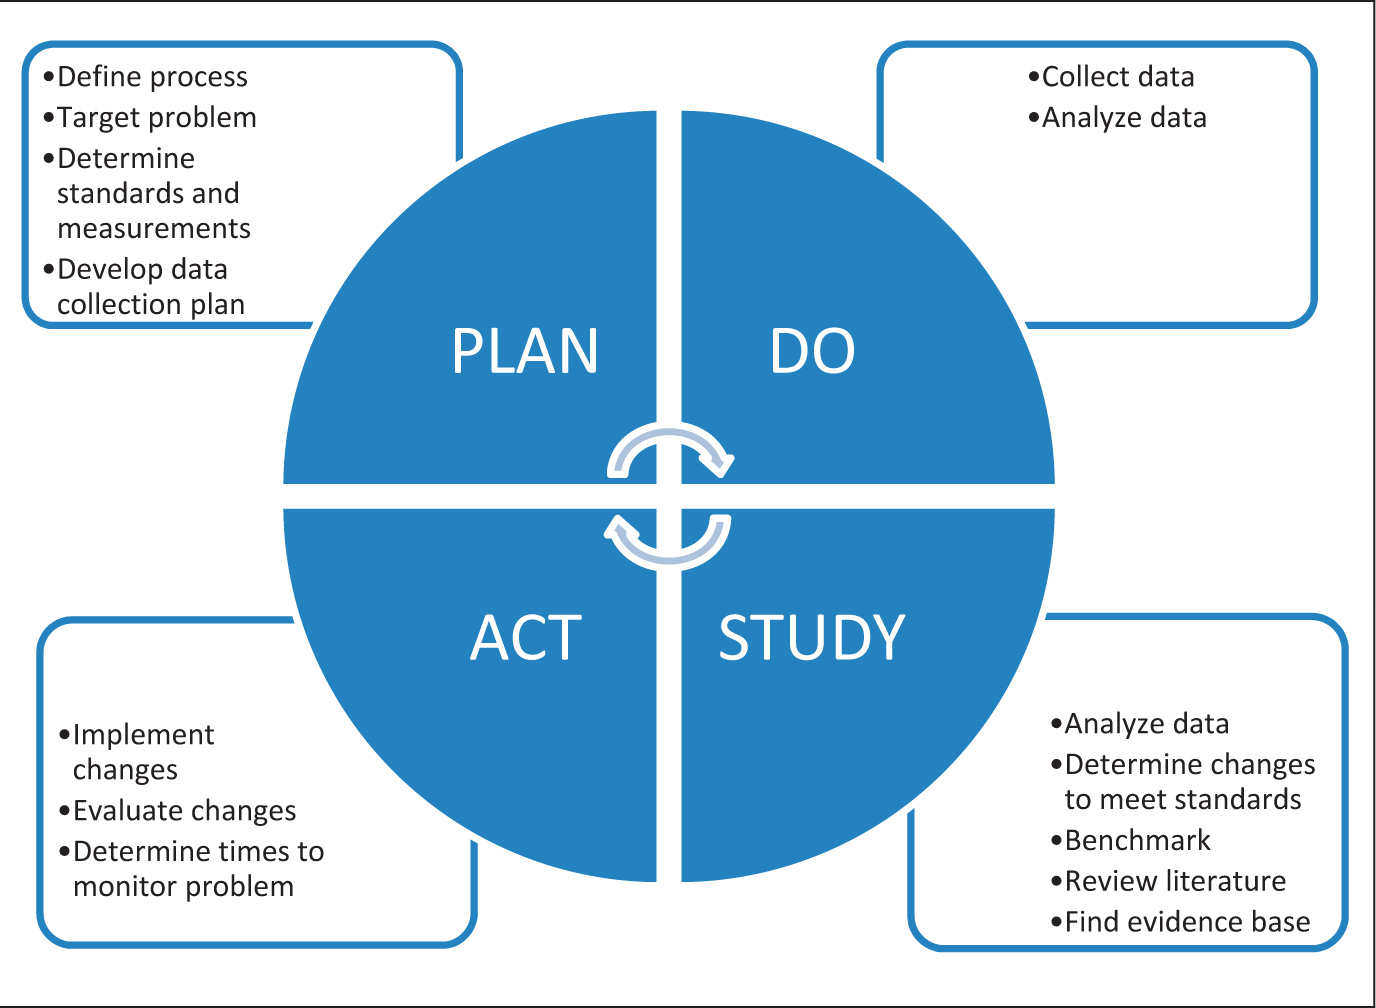 •Define process
•Target problem
•Determine
standards and
measurements
•Develop data
collection plan
•Collect data
•Analyze data
PLAN
DO
ACT
STUDY
•Implement
changes
•Evaluate changes
•Determine times to
monitor problem
•Analyze data
•Determine changes
to meet standards
•Benchmark
•Review literature
•Find evidence base